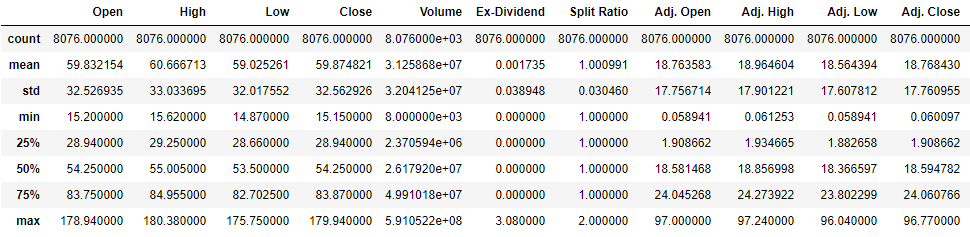 Open High Low Close Volume Ex-Dividend Split Ratio Adj. Open Adj. High Adj. Low Adj. Close
count 8076.000000 8076.000000 8076.000000 8076.000000 8.076000e+03 8076.000000 8076.000000 8076.000000 8076.000000 8076.000000 8076.000000
mean 59.832154 60.666713 59.025261 59.874821 3.125868e+07 0.001735 1.000991 18.763583 18.964604 18.564394 18.768430
std 32.526935 33.033695 32.017552 32.562926 3.204125e+07 0.038948 0.030460 17.756714 17.901221 17.607812 17.760955
min 15.200000 15.620000 14.870000 15.150000 8.000000e+03 0.000000 1.000000 0.058941 0.061253 0.058941 0.060097
25% 28.940000 29.250000 28.660000 28.940000 2.370594e+06 0.000000 1.000000 1.908662 1.934665 1.882658 1.908662
50% 54.250000 55.005000 53.500000 54.250000 2.617920e+07 0.000000 1.000000 18.581468 18.856998 18.366597 18.594782
75% 83.750000 84.955000 82.702500 83.870000 4.991018e+07 0.000000 1.000000 24.045268 24.273922 23.802299 24.060766
max 178.940000 180.380000 175.750000 179.940000 5.910522e+08 3.080000 2.000000 97.000000 97.240000 96.040000 96.770000